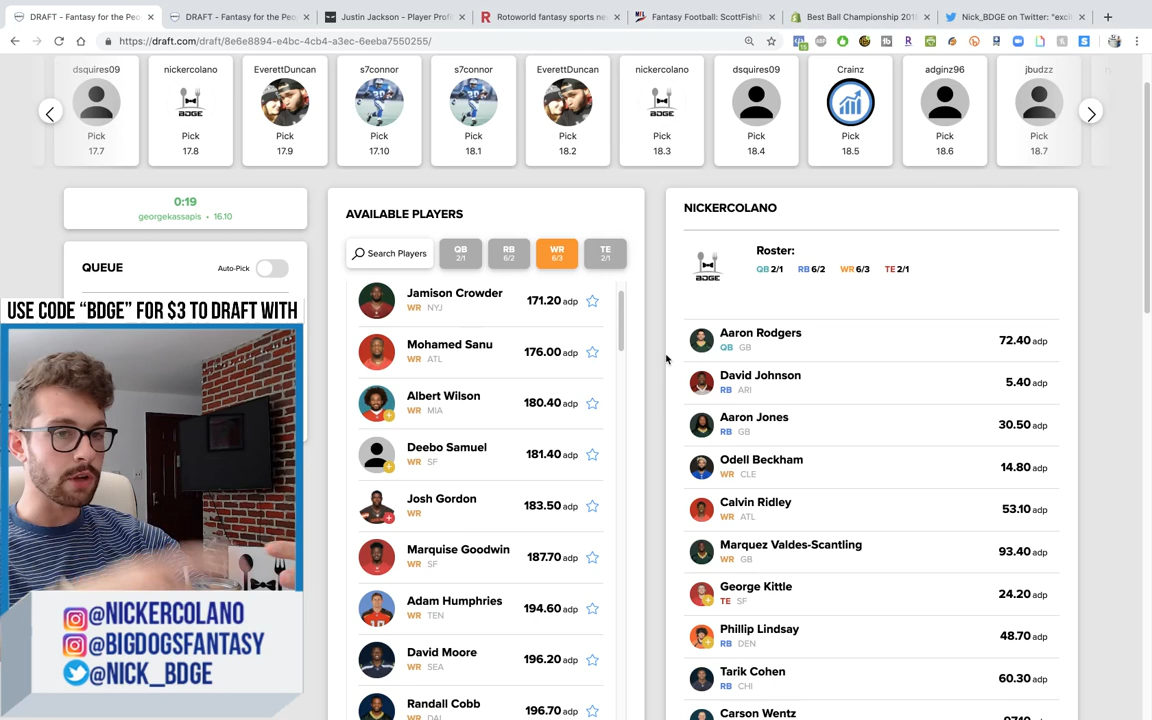 DRAFT - Fantasy for the Peo
DRAFT - Fantasy for the Peo
Justin Jackson - Player Profi
Rotoworld fantasy sports ne
Fantasy Football: ScottFishB
Best Ball Championship 201
Nick_BDGE on Twitter: "exci
https://draft.com/draft/8e6e8894-e4bc-4cb4-a3ec-6eeba7550255/
dsquires09
nickercolano
EverettDuncan
s7connor
s7connor
EverettDuncan
nickercolano
dsquires09
Crainz
adginz96
jbudzz
BDGE
BDGE
Pick
Pick
Pick
Pick
Pick
Pick
Pick
Pick
Pick
Pick
Pick
17.7
17.8
17.9
17.10
18.1
18.2
18.3
18.4
18.5
18.6
18.7
0:19
georgekassapis • 16.10
QUEUE
Auto-Pick
USE CODE "BDGE" FOR $3 TO DRAFT WITH
@NICKERCOLANO
@BIGDOGSFANTASY
@NICK__BDGE
AVAILABLE PLAYERS
Search Players
QB
2/1
RB
6/2
WR
6/3
TE
2/1
Jamison Crowder
WR NYJ
171.20 adp
Mohamed Sanu
WR ATL
176.00 adp
Albert Wilson
WR MIA
180.40 adp
Deebo Samuel
WR SF
181.40 adp
Josh Gordon
WR
183.50 adp
Marquise Goodwin
WR SF
187.70 adp
Adam Humphries
WR TEN
194.60 adp
David Moore
WR SEA
196.20 adp
Randall Cobb
WR DAL
196.70 adp
NICKERCOLANO
BDGE
Roster:
QB 2/1 RB 6/2 WR 6/3 TE 2/1
Aaron Rodgers
QB GB
72.40 adp
David Johnson
RB ARI
5.40 adp
Aaron Jones
RB GB
30.50 adp
Odell Beckham
WR CLE
14.80 adp
Calvin Ridley
WR ATL
53.10 adp
Marquez Valdes-Scantling
WR GB
93.40 adp
George Kittle
TE SF
24.20 adp
Phillip Lindsay
RB DEN
48.70 adp
Tarik Cohen
RB CHI
60.30 adp
Carson Wentz